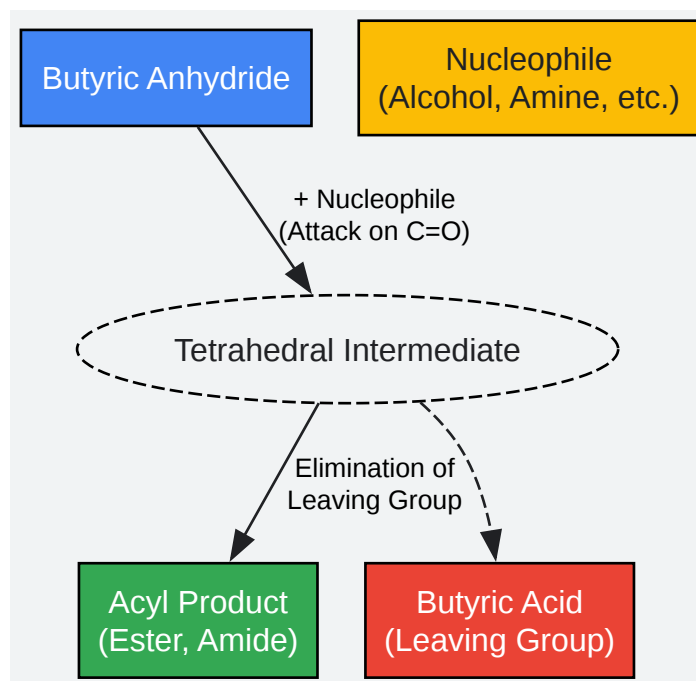 Butyric Anhydride
Nucleophile
(Alcohol, Amine, etc.)
+ Nucleophile
(Attack on C=O)
Tetrahedral Intermediate
Elimination of
Leaving Group
Acyl Product
(Ester, Amide)
Butyric Acid
(Leaving Group)